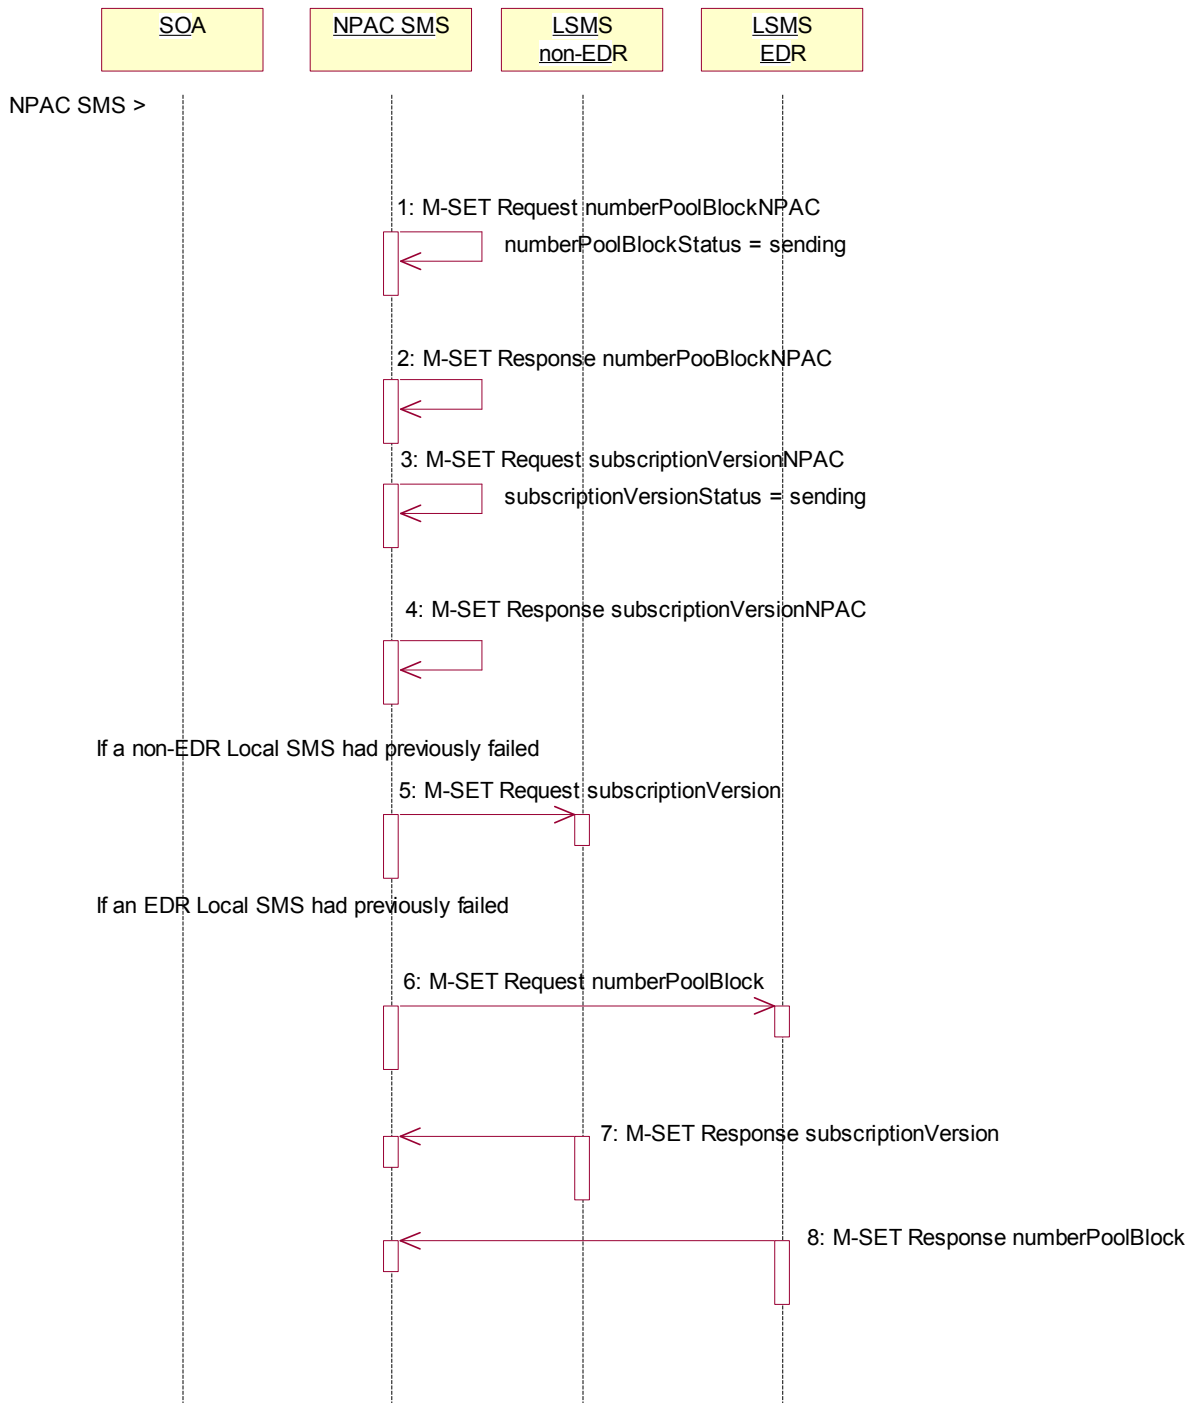 SOA
NPAC SMS
LSMS
non-EDR
LSMS
EDR
NPAC SMS >
1: M-SET Request numberPoolBlockNPAC
numberPoolBlockStatus = sending
2: M-SET Response numberPooBlockNPAC
3: M-SET Request subscriptionVersionNPAC
subscriptionVersionStatus = sending
4: M-SET Response subscriptionVersionNPAC
If a non-EDR Local SMS had previously failed
5: M-SET Request subscriptionVersion
If an EDR Local SMS had previously failed
6: M-SET Request numberPoolBlock
7: M-SET Response subscriptionVersion
8: M-SET Response numberPoolBlock